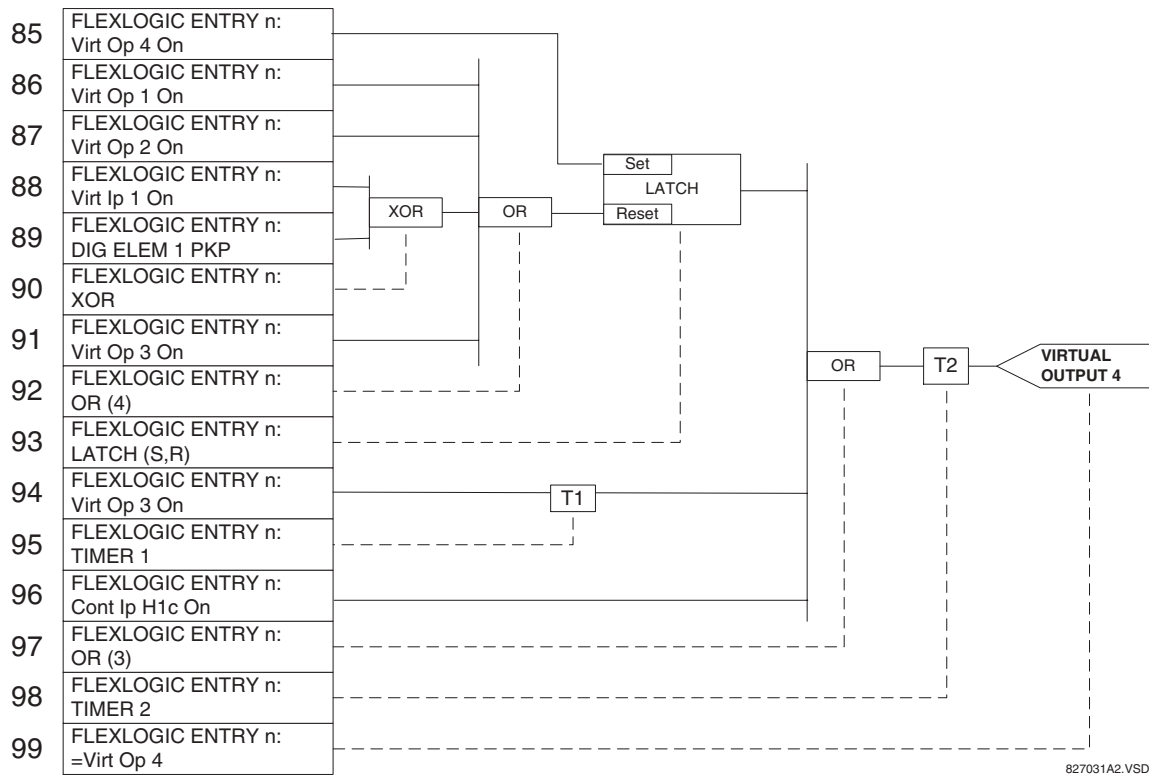 85 FLEXLOGIC ENTRY n:
Virt Op 4 On
86 FLEXLOGIC ENTRY n:
Virt Op 1 On
87 FLEXLOGIC ENTRY n:
Virt Op 2 On
88 FLEXLOGIC ENTRY n:
Virt Ip 1 On
89 FLEXLOGIC ENTRY n:
DIG ELEM 1 PKP
90 FLEXLOGIC ENTRY n:
XOR
91 FLEXLOGIC ENTRY n:
Virt Op 3 On
92 FLEXLOGIC ENTRY n:
OR (4)
93 FLEXLOGIC ENTRY n:
LATCH (S,R)
94 FLEXLOGIC ENTRY n:
Virt Op 3 On
95 FLEXLOGIC ENTRY n:
TIMER 1
96 FLEXLOGIC ENTRY n:
Cont Ip H1c On
97 FLEXLOGIC ENTRY n:
OR (3)
98 FLEXLOGIC ENTRY n:
TIMER 2
99 FLEXLOGIC ENTRY n:
=Virt Op 4
XOR
OR
Set
LATCH
Reset
T1
OR
T2
VIRTUAL
OUTPUT 4
827031A2.VSD